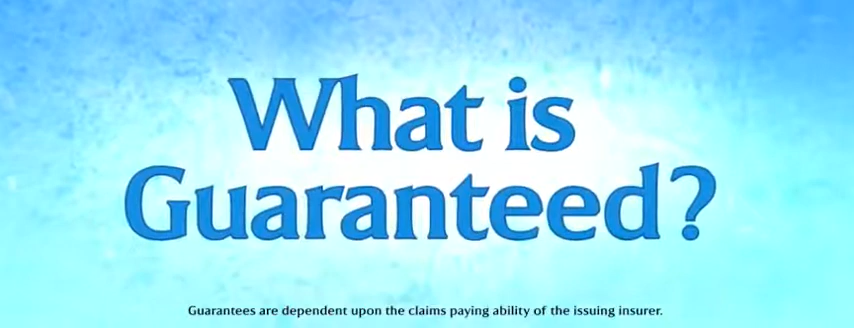 What is
Guaranteed?
Guarantees are dependent upon the claims paying ability of the issuing insurer.